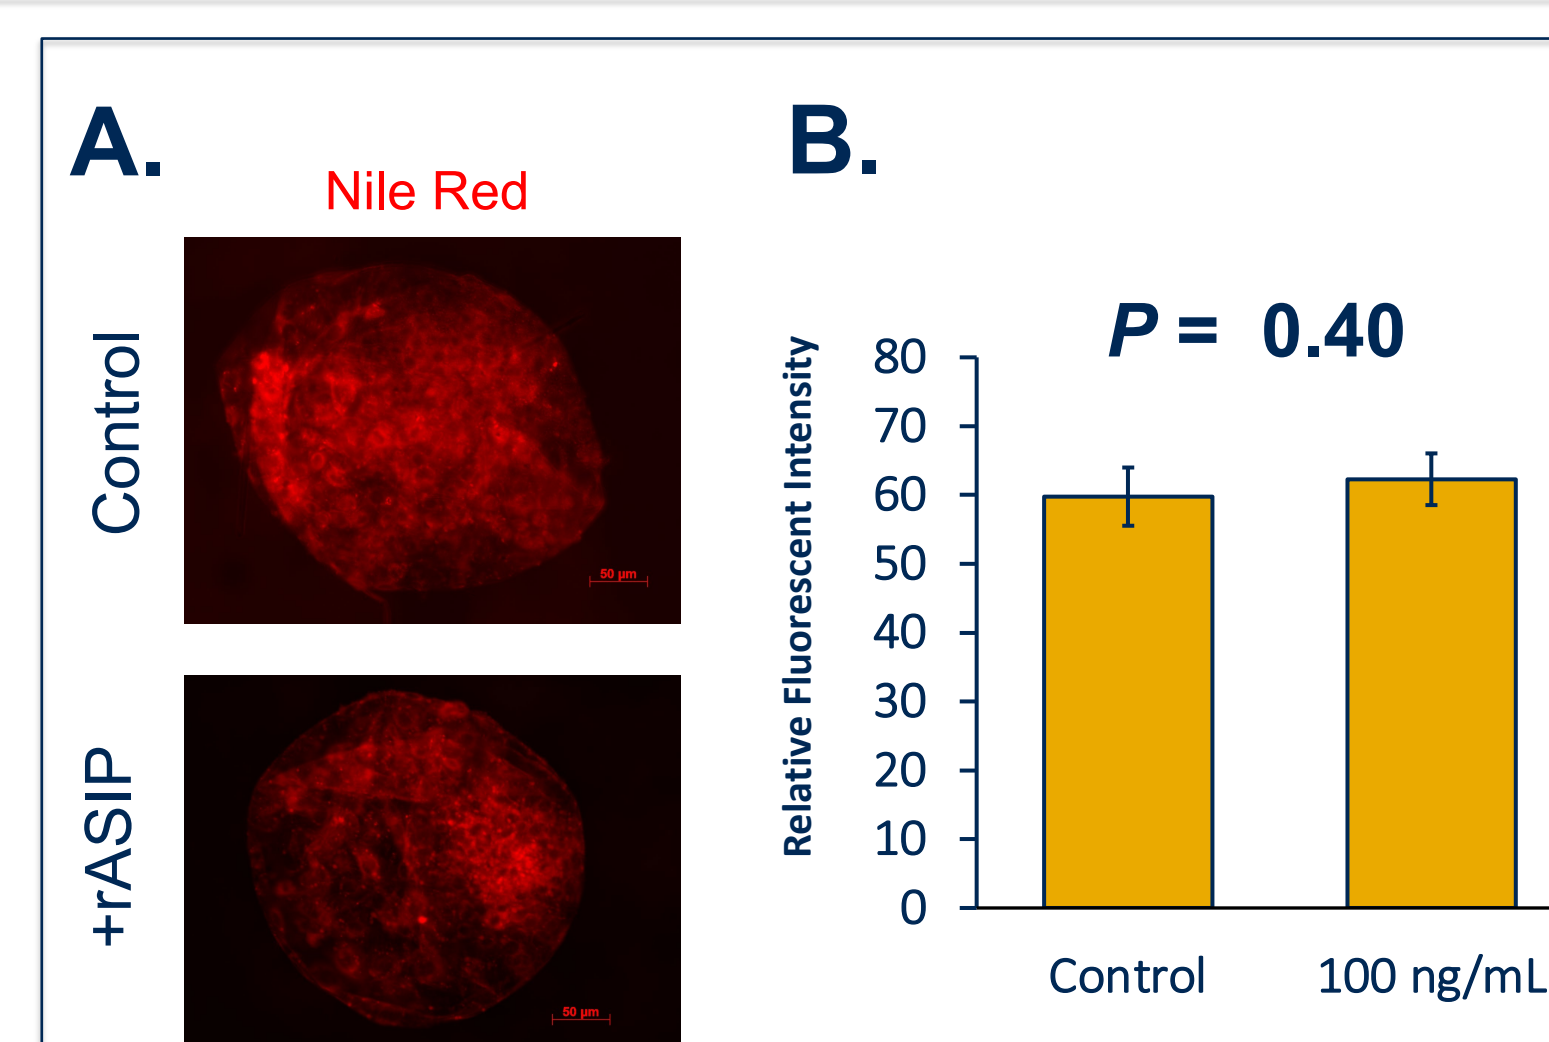 A.
Nile Red
Control
50 µm
+rASIP
50 µm
B.
P = 0.40
Relative Fluorescent Intensity
80
70
60
50
40
30
20
10
0
Control
100 ng/mL